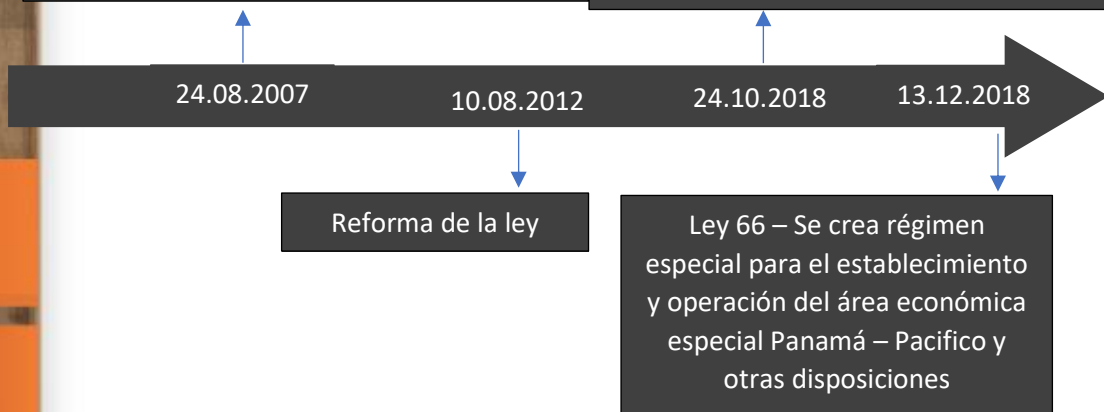 24.08.2007
10.08.2012
24.10.2018
13.12.2018
Reforma de la ley
Ley 66 – Se crea régimen
especial para el establecimiento
y operación del área económica
especial Panamá – Pacifico y
otras disposiciones